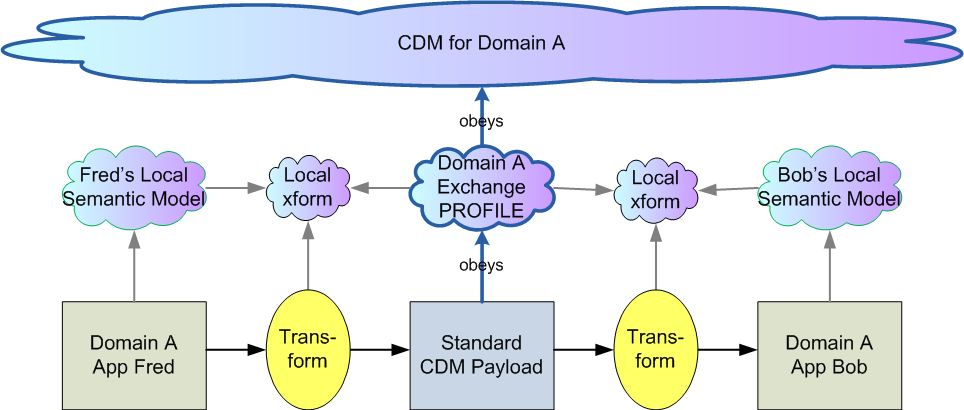 CDM for Domain A
obeys
Fred's Local
Semantic Model
Local
xform
Domain A
Exchange
PROFILE
Local
xform
Bob's Local
Semantic Model
obeys
Domain A
App Fred
Trans-
form
Standard
CDM Payload
Trans-
form
Domain A
App Bob